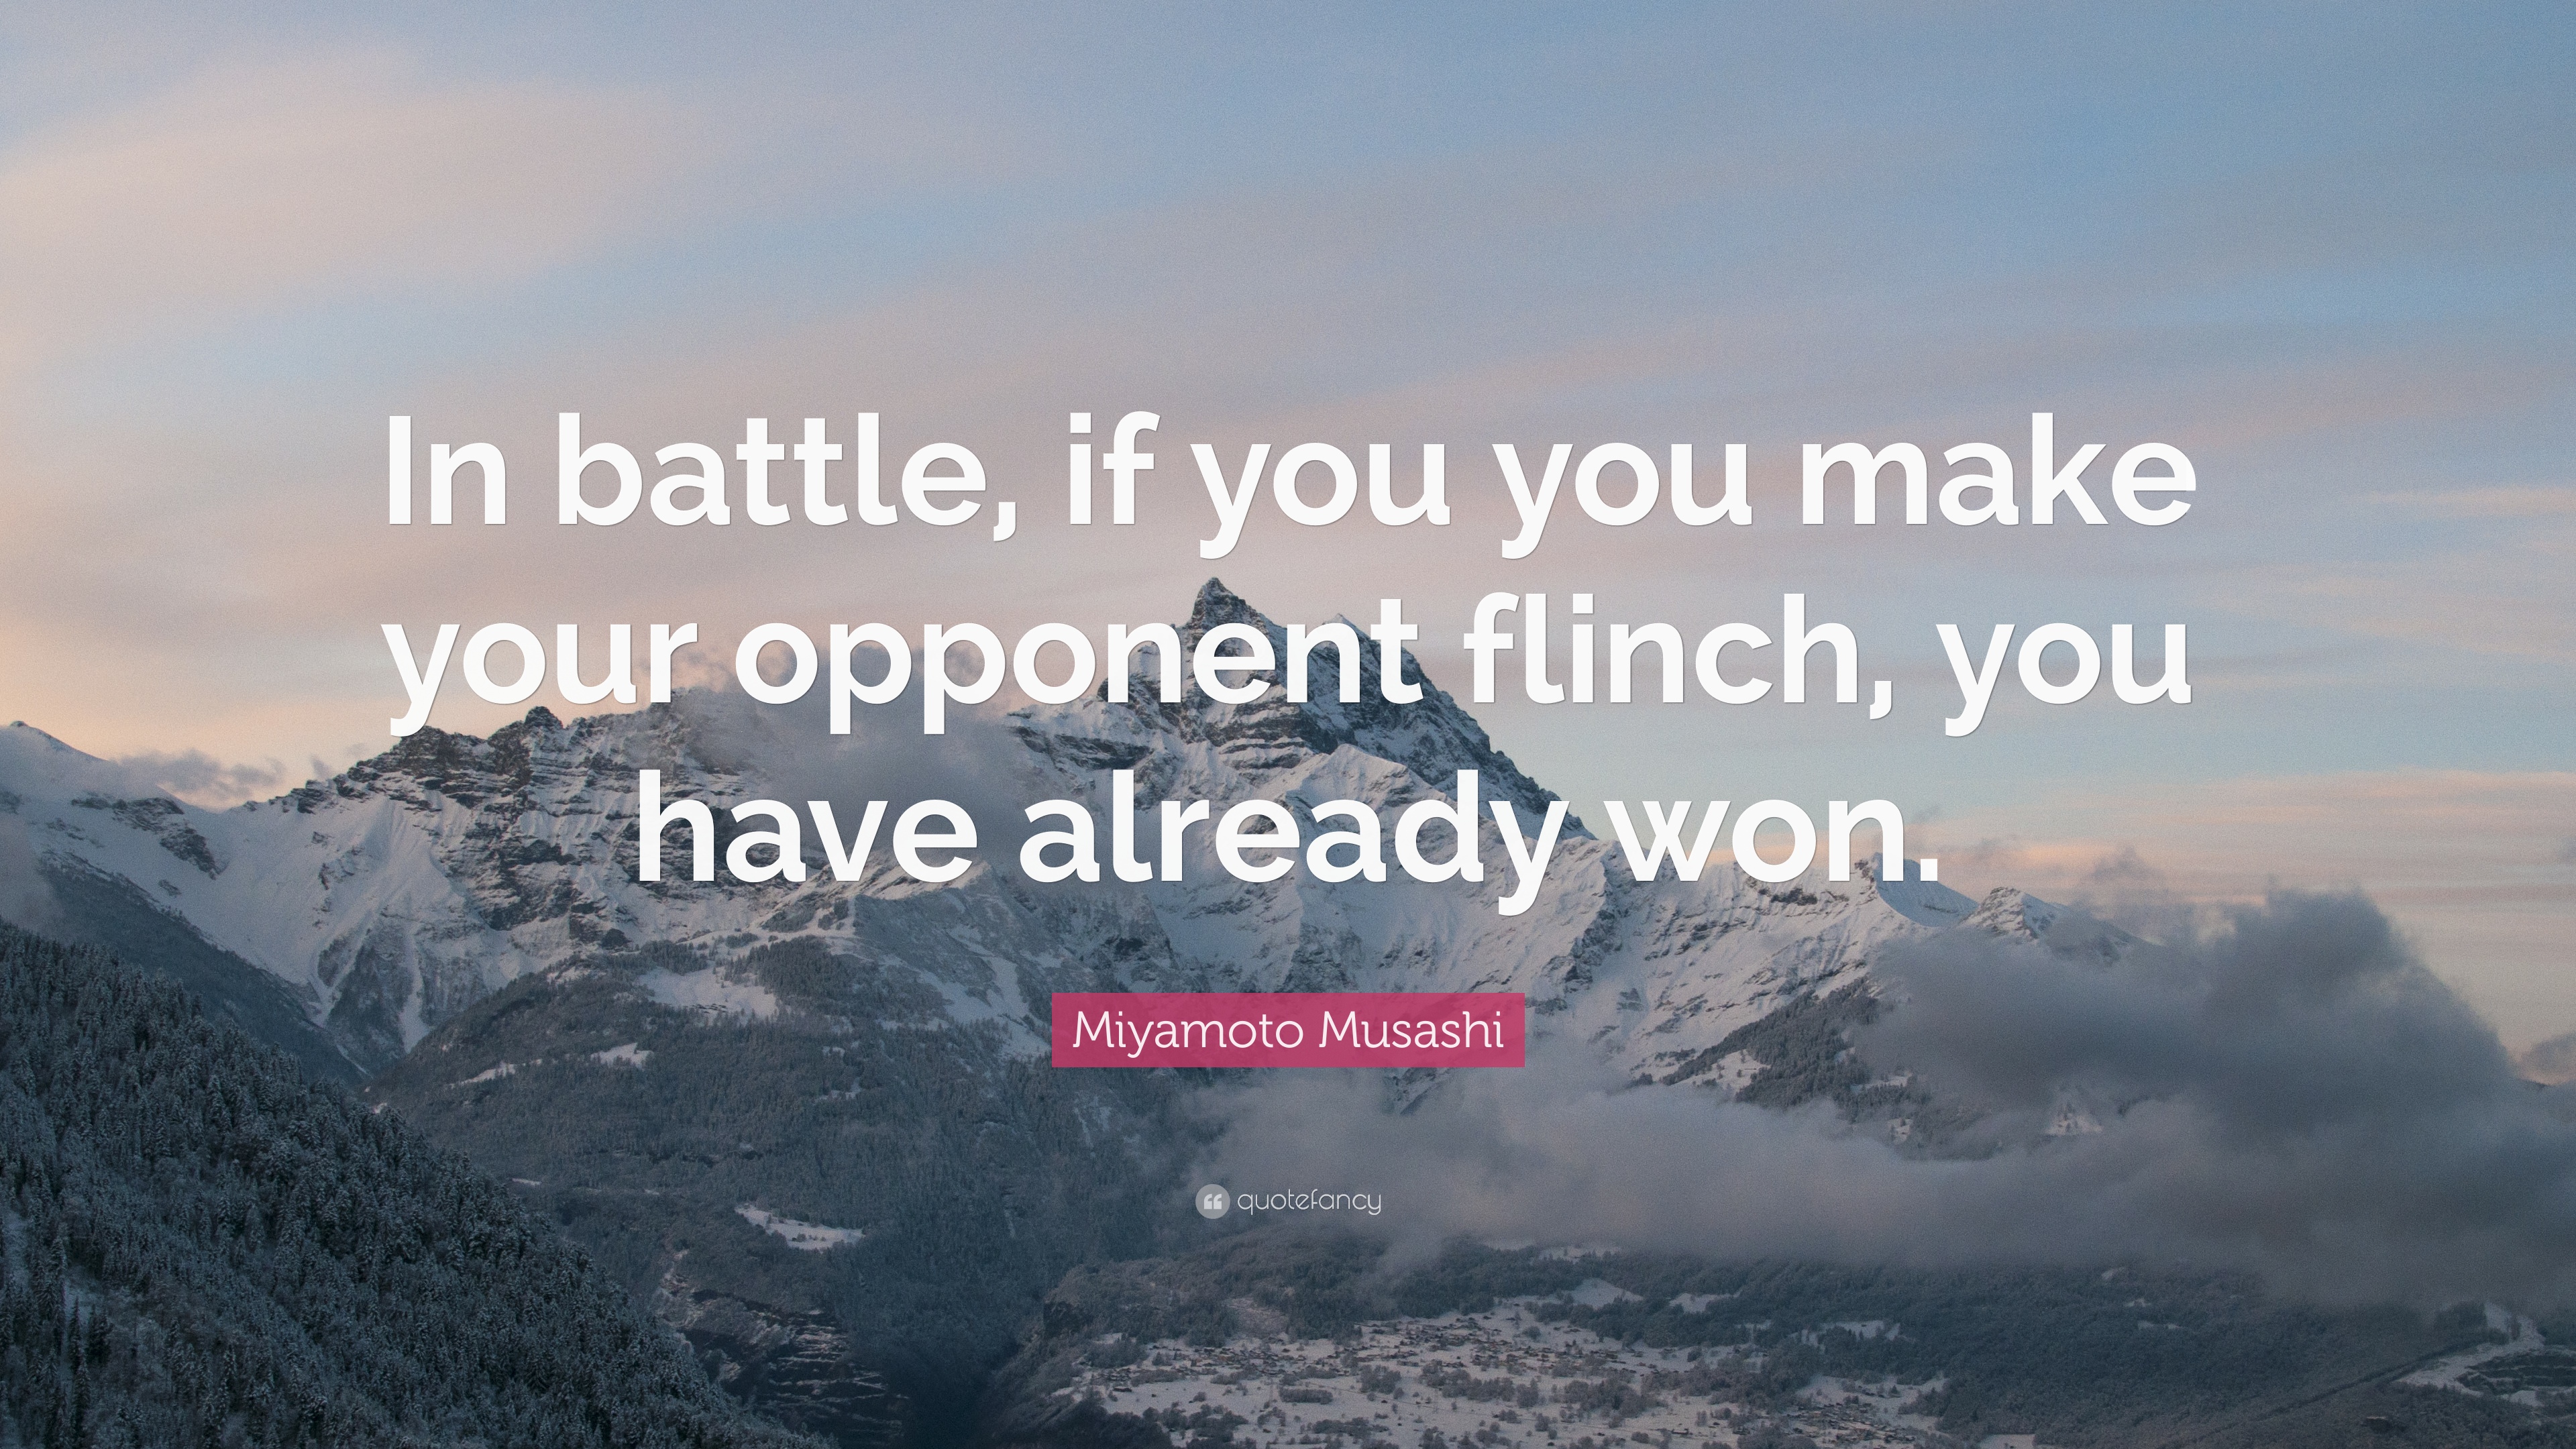 In battle, if you you make
your opponent flinch, you
have already won.
Miyamoto Musashi
quotefancy